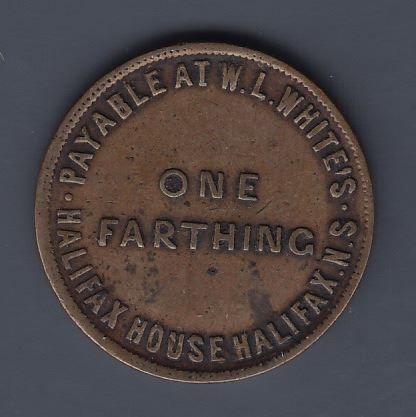 · PAYABLE AT W. L. WHITE'S ·
HALIFAX HOUSE HALIFAX. N.S
ONE
FARTHING